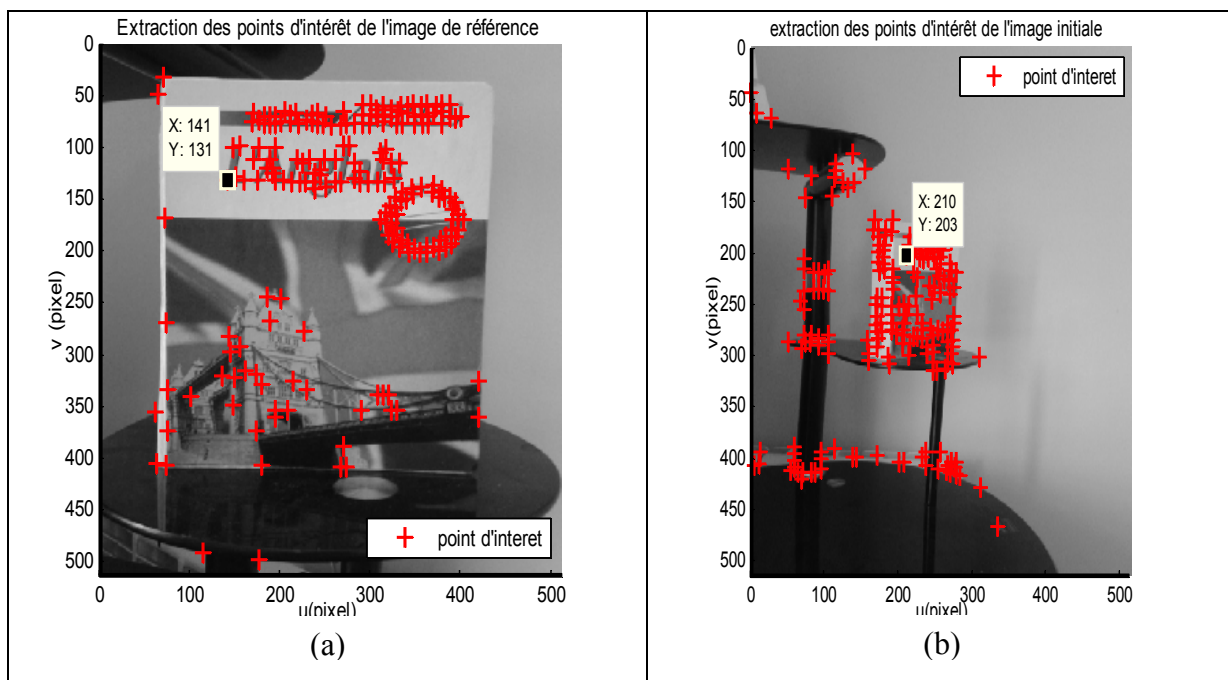 Extraction des points d'intérêt de l'image de référence
0
50
100
150
200
250
300
350
400
450
500
v (pixel)
X: 141
Y: 131
point d'interet
0 100 200 300 400 500
u(pixel)
(a)
extraction des points d'intérêt de l'image initiale
0
50
100
150
200
250
300
350
400
450
500
v(pixel)
point d'interet
X: 210
Y: 203
0 100 200 300 400 500
u(pixel)
(b)